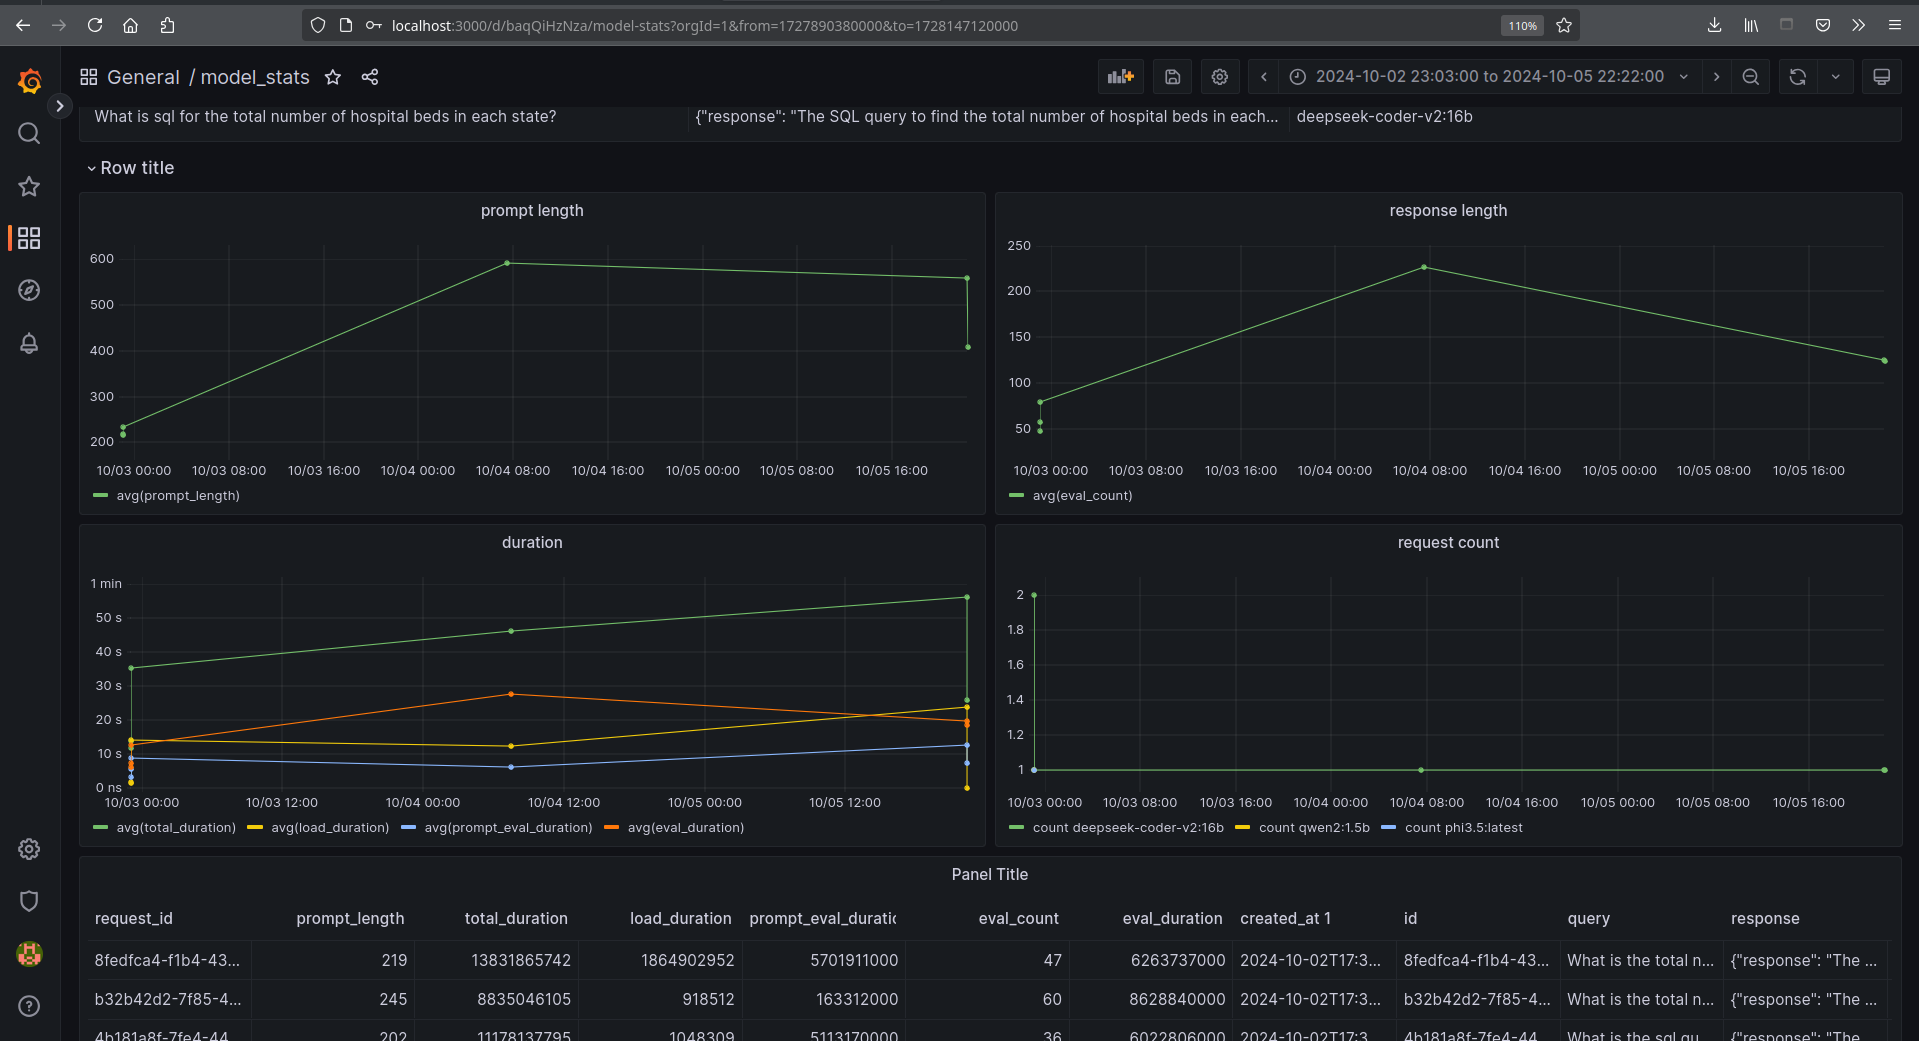 localhost:3000/d/baqQiHzNza/model-stats?orgId=1&from=1727890380000&to=1728147120000 110%
General / model_stats 2024-10-02 23:03:00 to 2024-10-05 22:22:00
What is sql for the total number of hospital beds in each state? {"response": "The SQL query to find the total number of hospital beds in each... deepseek-coder-v2:16b
Row title
prompt length
600
500
400
300
200
10/03 00:00 10/03 08:00 10/03 16:00 10/04 00:00 10/04 08:00 10/04 16:00 10/05 00:00 10/05 08:00 10/05 16:00
avg(prompt_length)
response length
250
200
150
100
50
10/03 00:00 10/03 08:00 10/03 16:00 10/04 00:00 10/04 08:00 10/04 16:00 10/05 00:00 10/05 08:00 10/05 16:00
avg(eval_count)
duration
1 min
50 s
40 s
30 s
20 s
10 s
0 ns
10/03 00:00 10/03 12:00 10/04 00:00 10/04 12:00 10/05 00:00 10/05 12:00
avg(total_duration) avg(load_duration) avg(prompt_eval_duration) avg(eval_duration)
request count
2
1.8
1.6
1.4
1.2
1
10/03 00:00 10/03 08:00 10/03 16:00 10/04 00:00 10/04 08:00 10/04 16:00 10/05 00:00 10/05 08:00 10/05 16:00
count deepseek-coder-v2:16b count qwen2:1.5b count phi3.5:latest
Panel Title
request_id prompt_length total_duration load_duration prompt_eval_duratic eval_count eval_duration created_at 1 id query response
8fedfca4-f1b4-43... 219 13831865742 1864902952 5701911000 47 6263737000 2024-10-02T17:3... 8fedfca4-f1b4-43... What is the total n... {"response": "The ...
b32b42d2-7f85-4... 245 8835046105 918512 163312000 60 8628840000 2024-10-02T17:3... b32b42d2-7f85-4... What is the total n... {"response": "The ...
4b181a8f-7fe4-44... 202 11178137795 1048309 5113170000 36 6022806000 2024-10-02T17:3... 4b181a8f-7fe4-44... What is the sql qu... {"response": "The ...